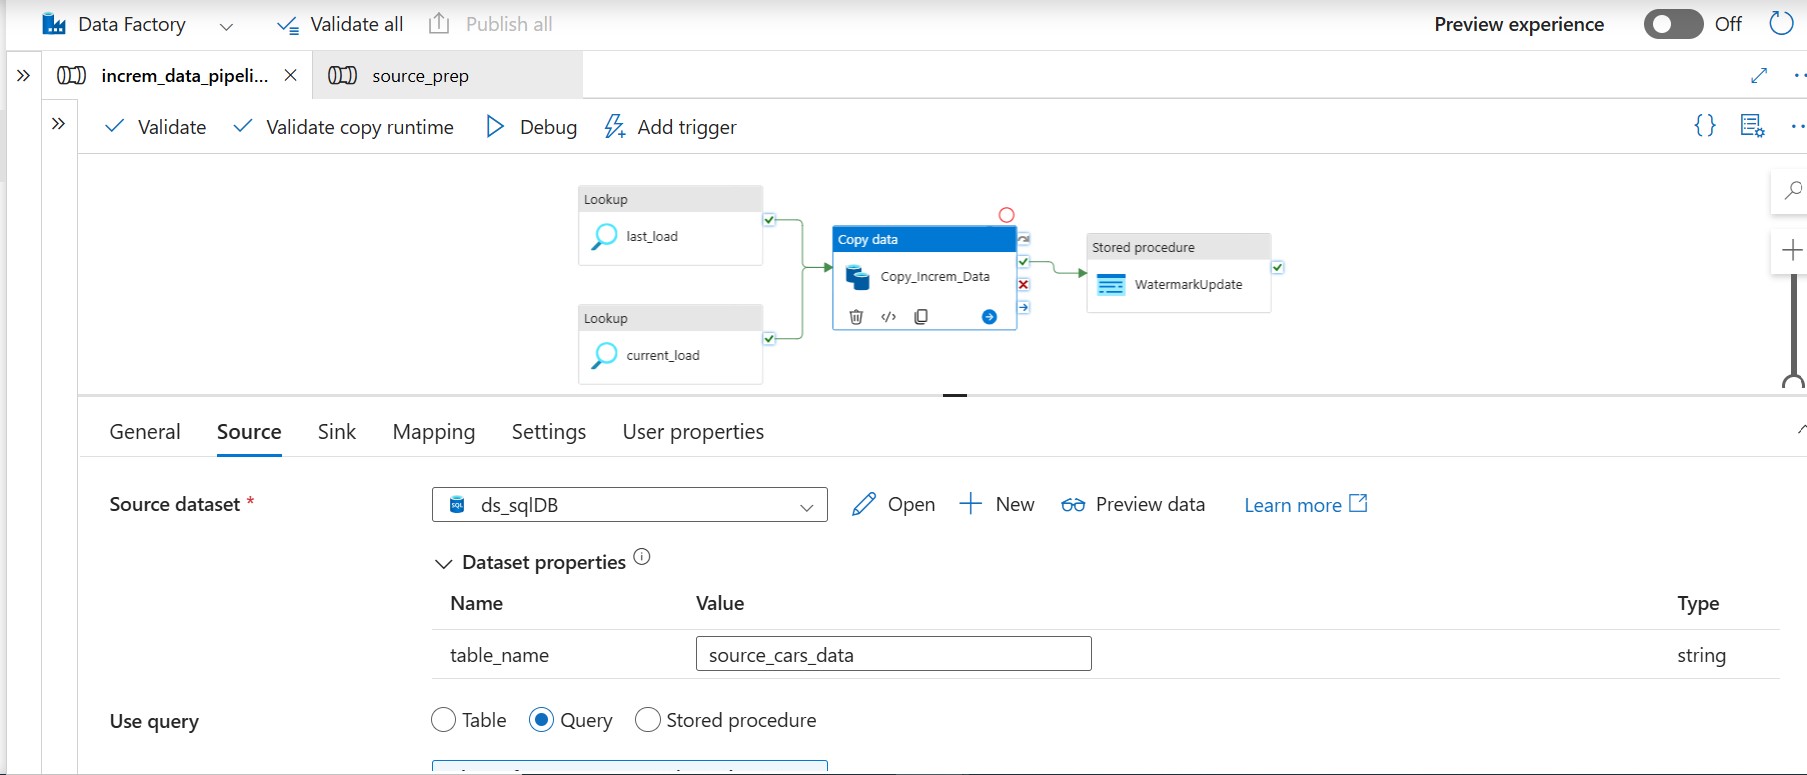 Data Factory Validate all Publish all Preview experience Off
increm_data_pipeli... source_prep
Validate Validate copy runtime Debug Add trigger
Lookup
last_load
Copy data
Copy_Increm_Data
Stored procedure
WatermarkUpdate
Lookup
current_load
General Source Sink Mapping Settings User properties
Source dataset * ds_sqlDB Open New Preview data Learn more
Dataset properties
Name Value Type
table_name source_cars_data string
Use query Table Query Stored procedure